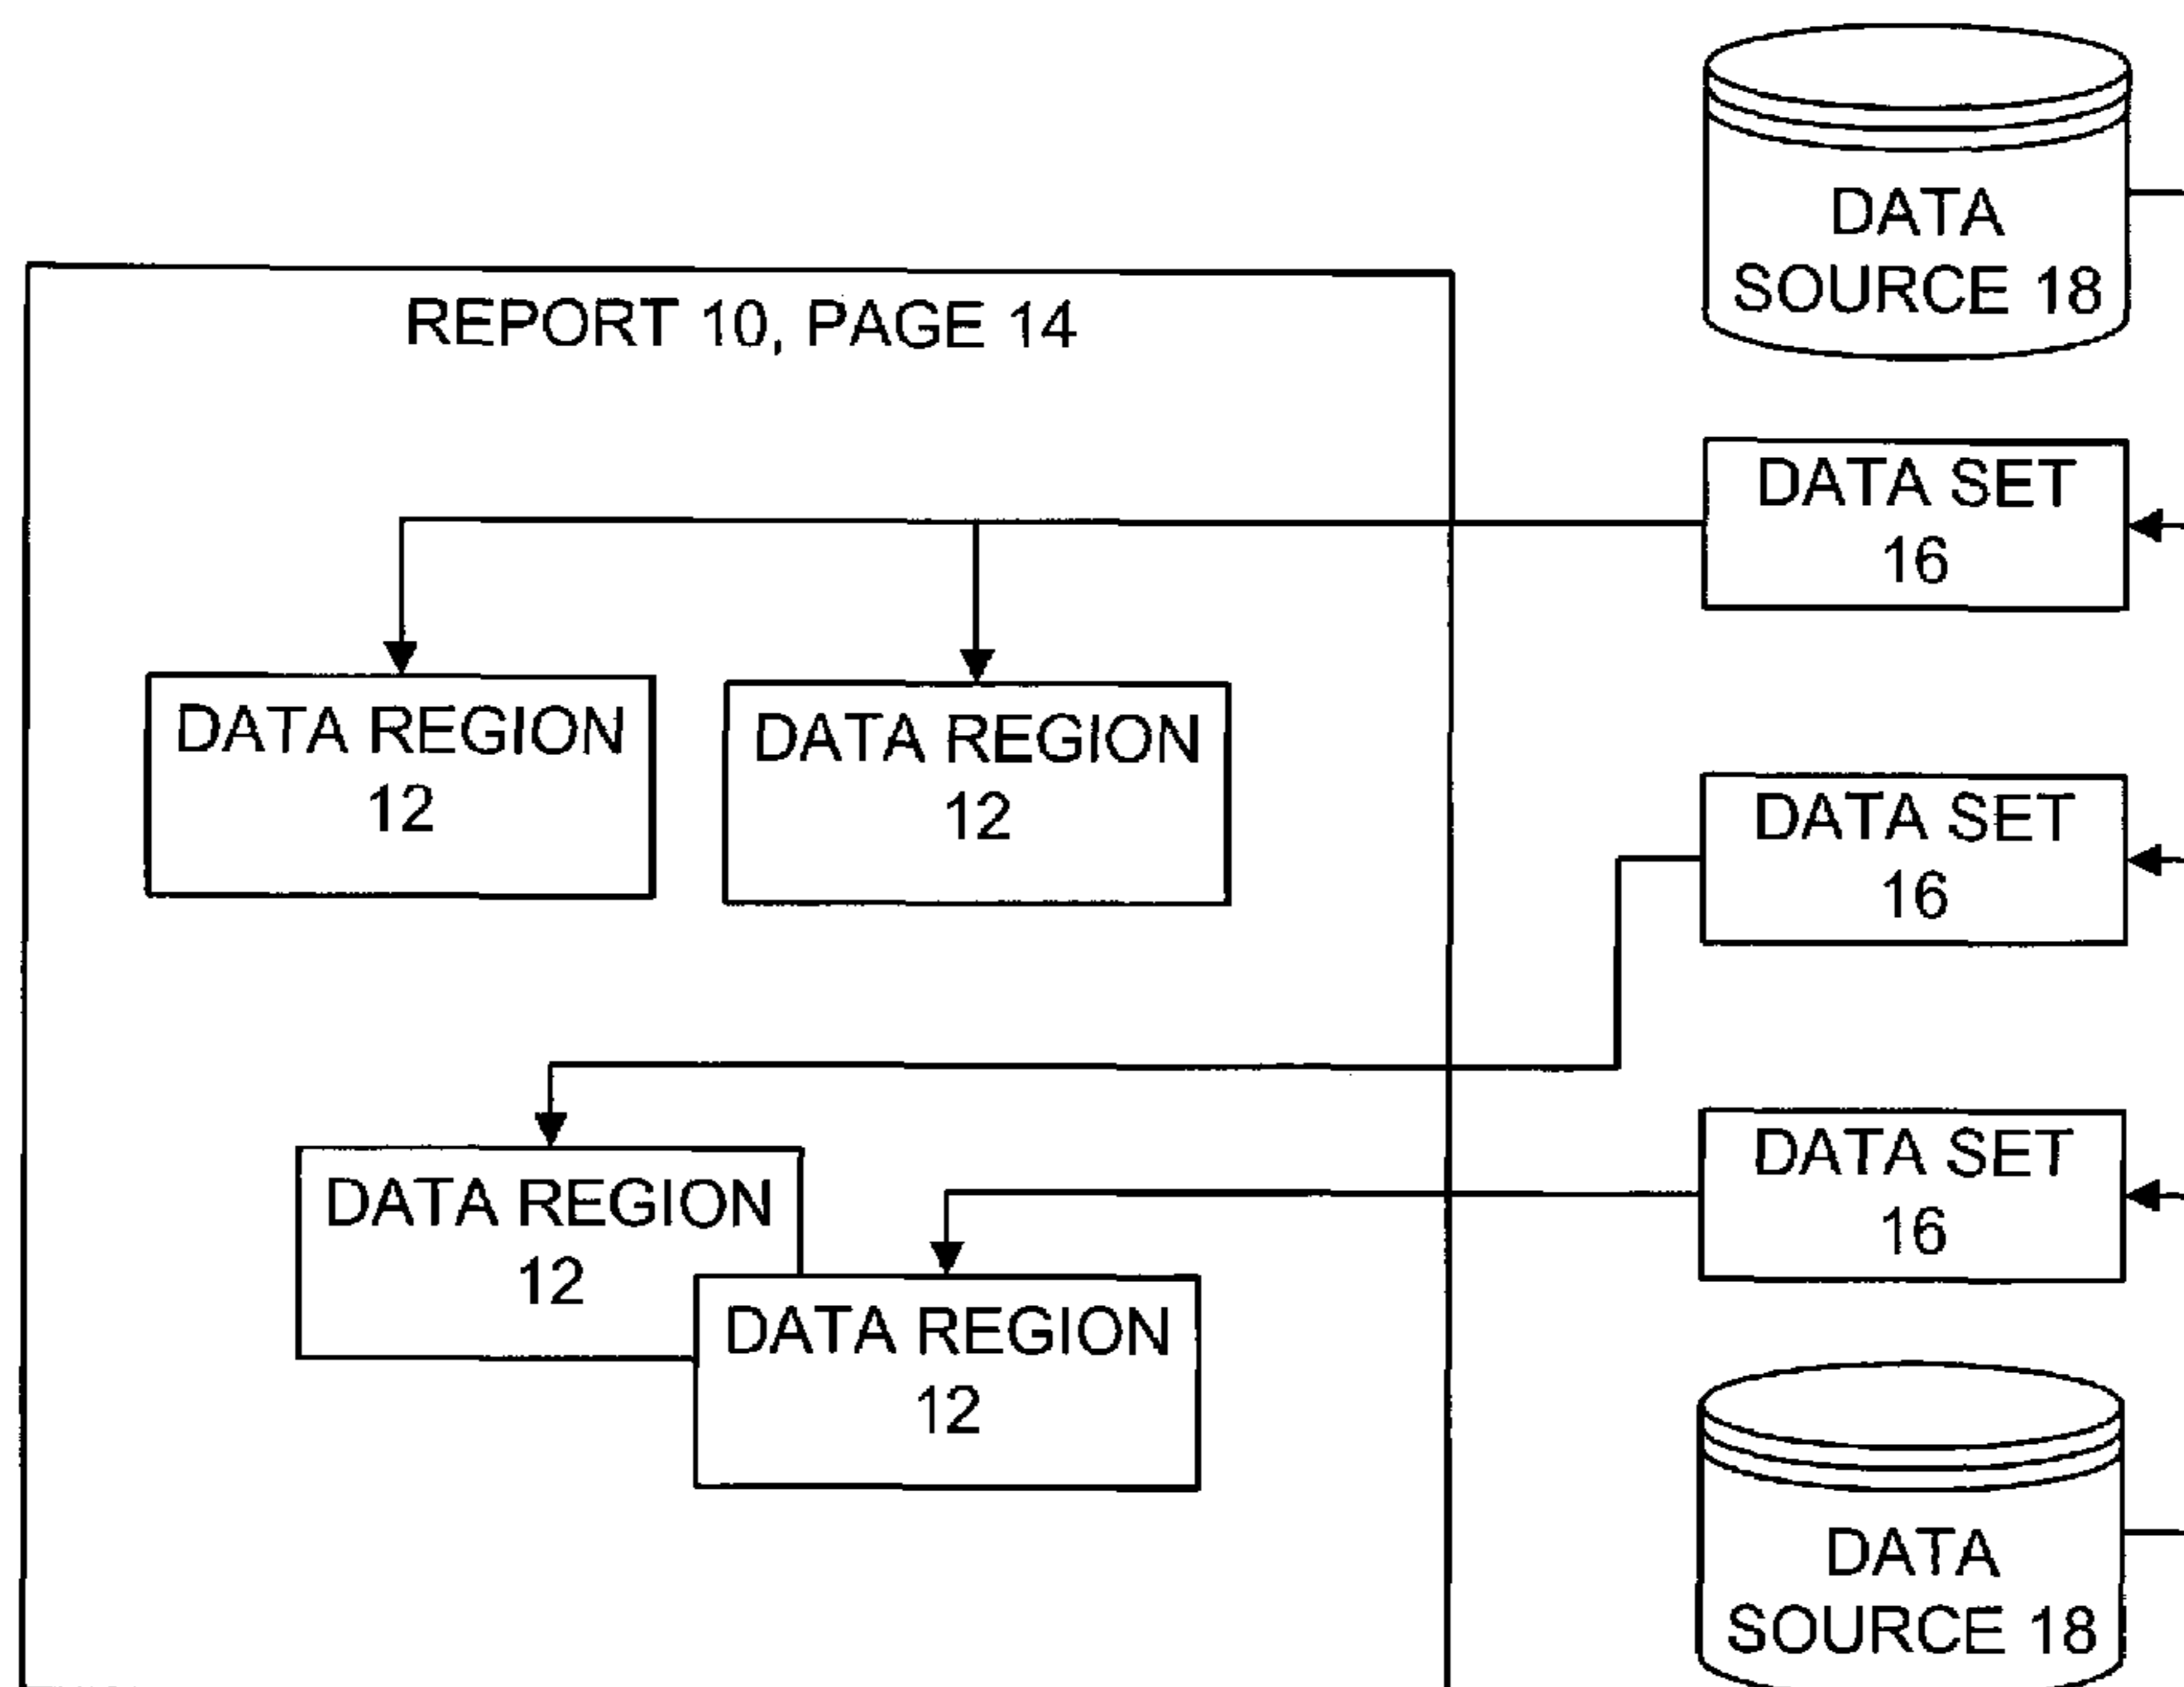 DATA
SOURCE 18
REPORT 10, PAGE 14
DATA SET
16
DATA REGION
12
DATA REGION
12
DATA SET
16
DATA REGION
12
DATA REGION
12
DATA SET
16
DATA
SOURCE 18